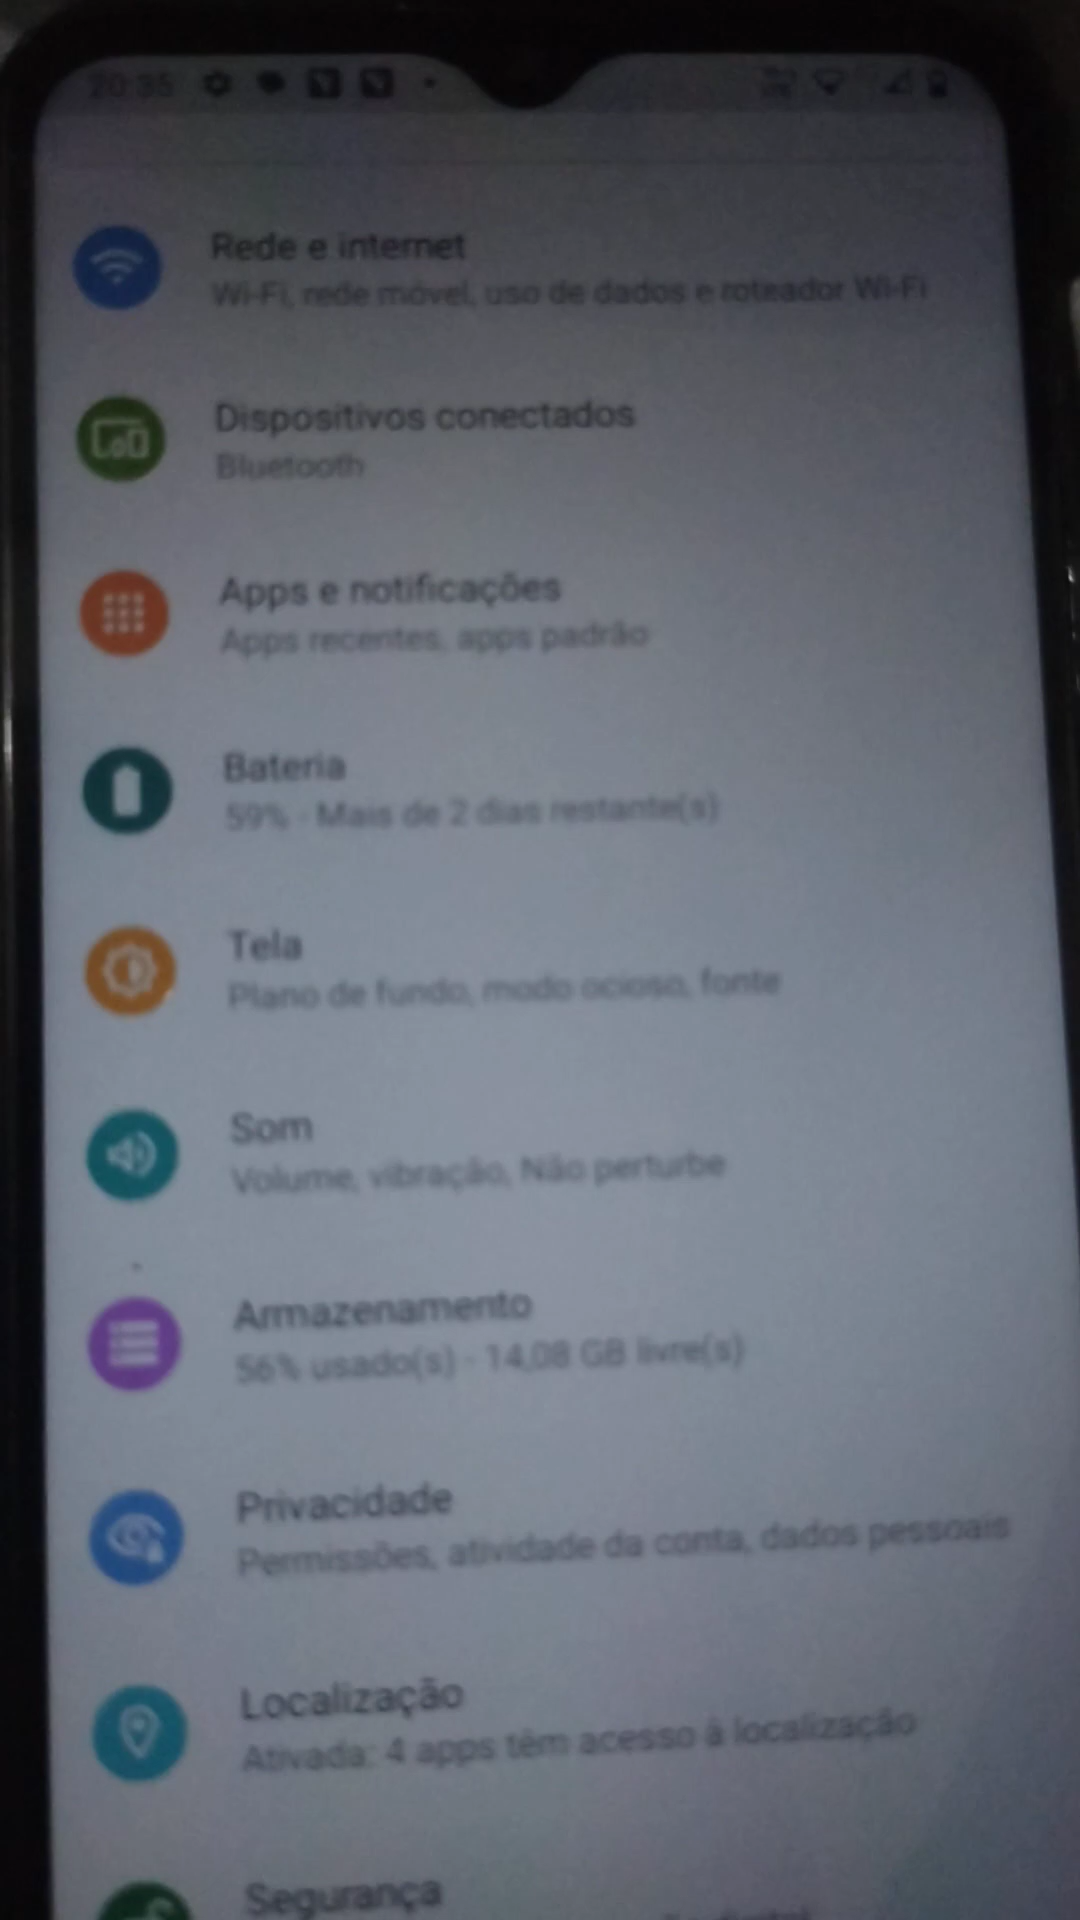 20:35
Rede e internet
Wi-Fi, rede móvel, uso de dados e roteador Wi-Fi
Dispositivos conectados
Bluetooth
Apps e notificações
Apps recentes, apps padrão
Bateria
59% · Mais de 2 dias restante(s)
Tela
Plano de fundo, modo ocioso, fonte
Som
Volume, vibração, Não perturbe
Armazenamento
56% usado(s) · 14,08 GB livre(s)
Privacidade
Permissões, atividade da conta, dados pessoais
Localização
Ativada: 4 apps têm acesso à localização
Segurança